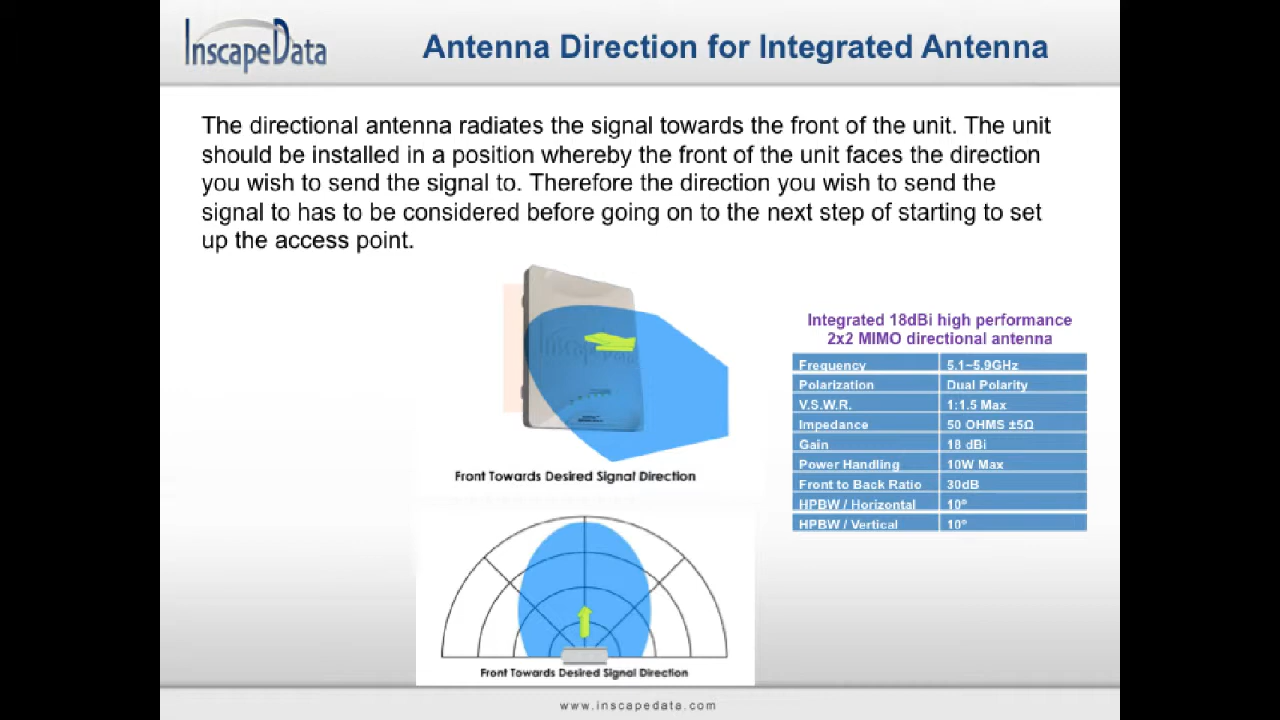 InscapeData
Antenna Direction for Integrated Antenna
The directional antenna radiates the signal towards the front of the unit. The unit
should be installed in a position whereby the front of the unit faces the direction
you wish to send the signal to. Therefore the direction you wish to send the
signal to has to be considered before going on to the next step of starting to set
up the access point.
InscapeData
Front Towards Desired Signal Direction
Integrated 18dBi high performance
2x2 MIMO directional antenna
Frequency 5.1~5.9GHz
Polarization Dual Polarity
V.S.W.R. 1:1.5 Max
Impedance 50 OHMS ±5Ω
Gain 18 dBi
Power Handling 10W Max
Front to Back Ratio 30dB
HPBW / Horizontal 10º
HPBW / Vertical 10º
Front Towards Desired Signal Direction
www.inscapedata.com